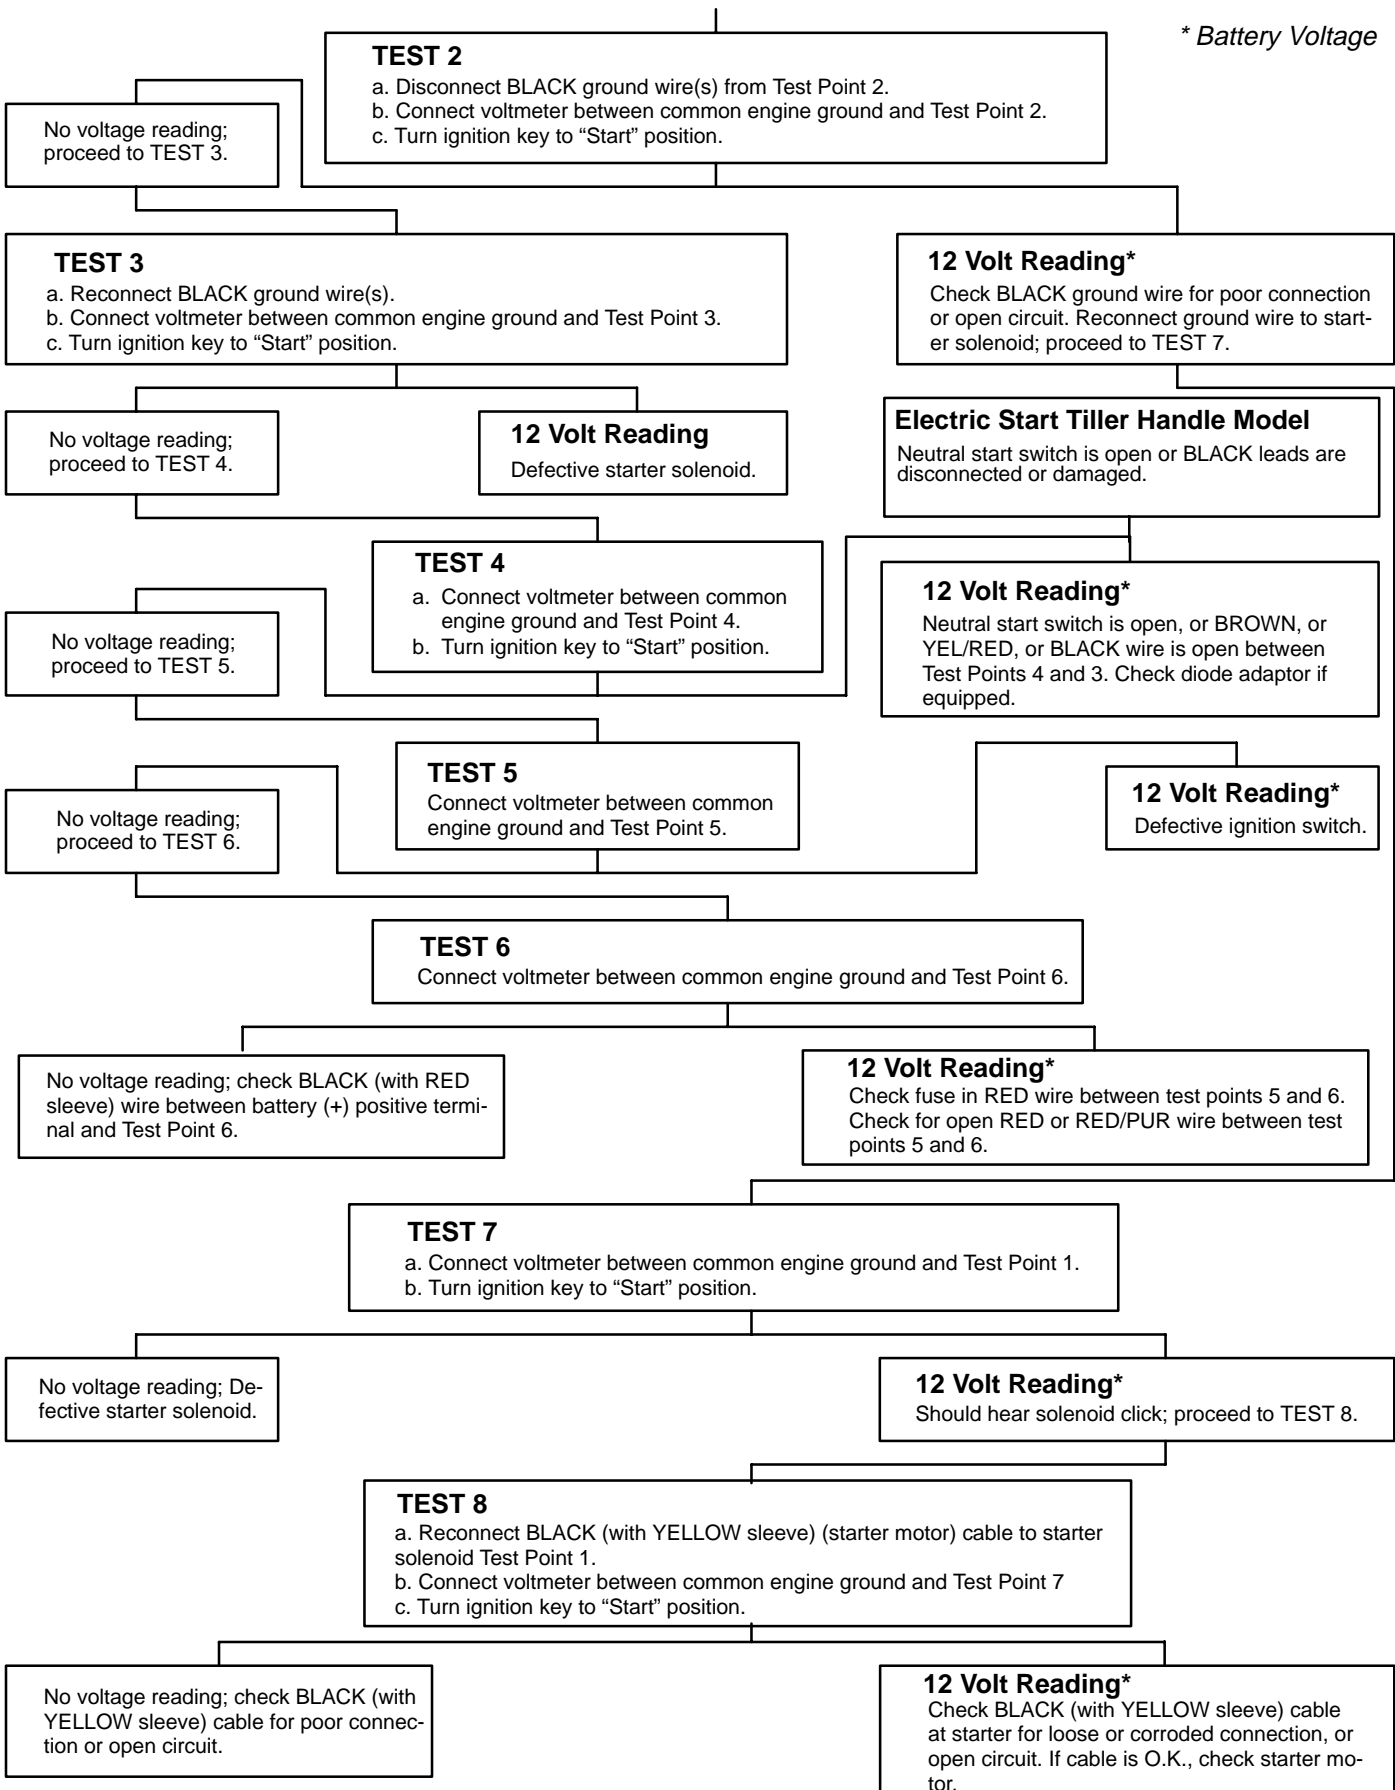 * Battery Voltage
TEST 2
a. Disconnect BLACK ground wire(s) from Test Point 2.
b. Connect voltmeter between common engine ground and Test Point 2.
c. Turn ignition key to “Start” position.
No voltage reading;
proceed to TEST 3.
TEST 3
a. Reconnect BLACK ground wire(s).
b. Connect voltmeter between common engine ground and Test Point 3.
c. Turn ignition key to “Start” position.
12 Volt Reading*
Check BLACK ground wire for poor connection
or open circuit. Reconnect ground wire to start-
er solenoid; proceed to TEST 7.
No voltage reading;
proceed to TEST 4.
12 Volt Reading
Defective starter solenoid.
Electric Start Tiller Handle Model
Neutral start switch is open or BLACK leads are
disconnected or damaged.
TEST 4
a. Connect voltmeter between common
engine ground and Test Point 4.
b. Turn ignition key to “Start” position.
12 Volt Reading*
Neutral start switch is open, or BROWN, or
YEL/RED, or BLACK wire is open between
Test Points 4 and 3. Check diode adaptor if
equipped.
No voltage reading;
proceed to TEST 5.
TEST 5
Connect voltmeter between common
engine ground and Test Point 5.
12 Volt Reading*
Defective ignition switch.
No voltage reading;
proceed to TEST 6.
TEST 6
Connect voltmeter between common engine ground and Test Point 6.
No voltage reading; check BLACK (with RED
sleeve) wire between battery (+) positive termi-
nal and Test Point 6.
12 Volt Reading*
Check fuse in RED wire between test points 5 and 6.
Check for open RED or RED/PUR wire between test
points 5 and 6.
TEST 7
a. Connect voltmeter between common engine ground and Test Point 1.
b. Turn ignition key to “Start” position.
No voltage reading; De-
fective starter solenoid.
12 Volt Reading*
Should hear solenoid click; proceed to TEST 8.
TEST 8
a. Reconnect BLACK (with YELLOW sleeve) (starter motor) cable to starter
solenoid Test Point 1.
b. Connect voltmeter between common engine ground and Test Point 7
c. Turn ignition key to “Start” position.
No voltage reading; check BLACK (with
YELLOW sleeve) cable for poor connec-
tion or open circuit.
12 Volt Reading*
Check BLACK (with YELLOW sleeve) cable
at starter for loose or corroded connection, or
open circuit. If cable is O.K., check starter mo-
tor.